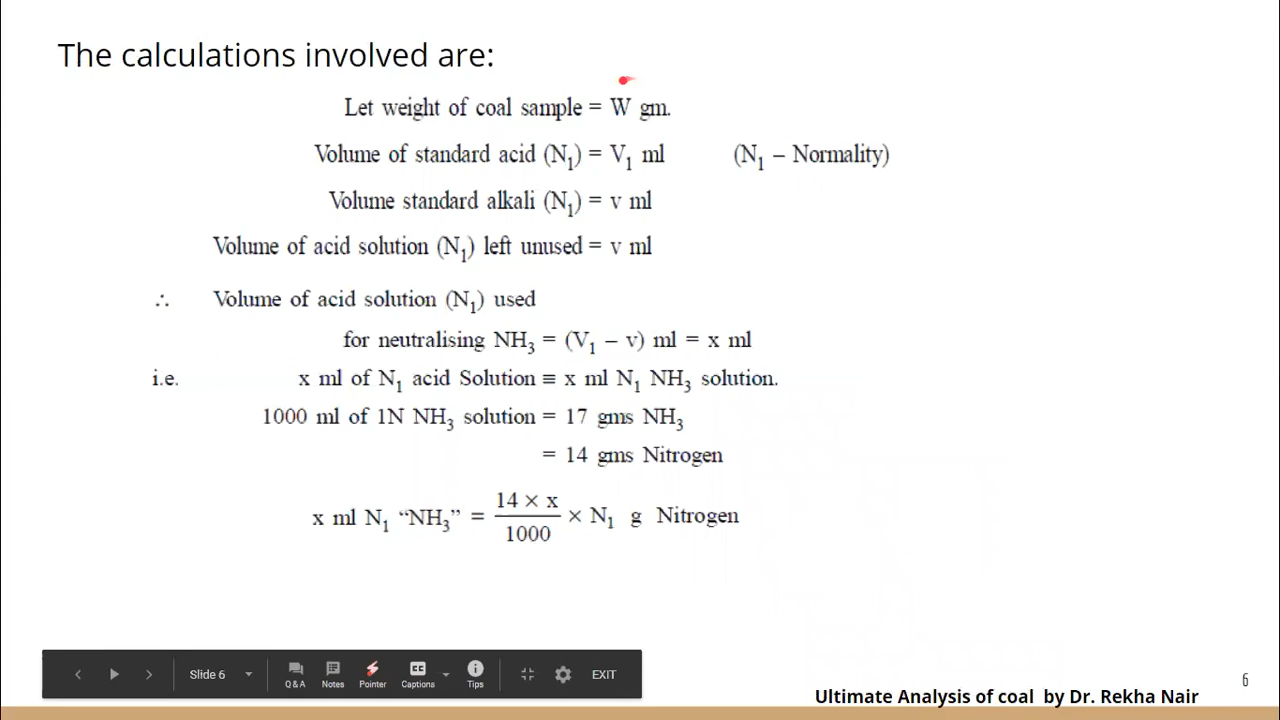 The calculations involved are:
Let weight of coal sample = W gm.
Volume of standard acid (N₁) = V₁ ml (N₁ – Normality)
Volume standard alkali (N₁) = v ml
Volume of acid solution (N₁) left unused = v ml
∴ Volume of acid solution (N₁) used
for neutralising NH₃ = (V₁ – v) ml = x ml
i.e. x ml of N₁ acid Solution ≡ x ml N₁ NH₃ solution.
1000 ml of 1N NH₃ solution = 17 gms NH₃
= 14 gms Nitrogen
x ml N₁ “NH₃” = 14 × x / 1000 × N₁ g Nitrogen
Slide 6
Q & A Notes Pointer Captions Tips EXIT
6
Ultimate Analysis of coal by Dr. Rekha Nair